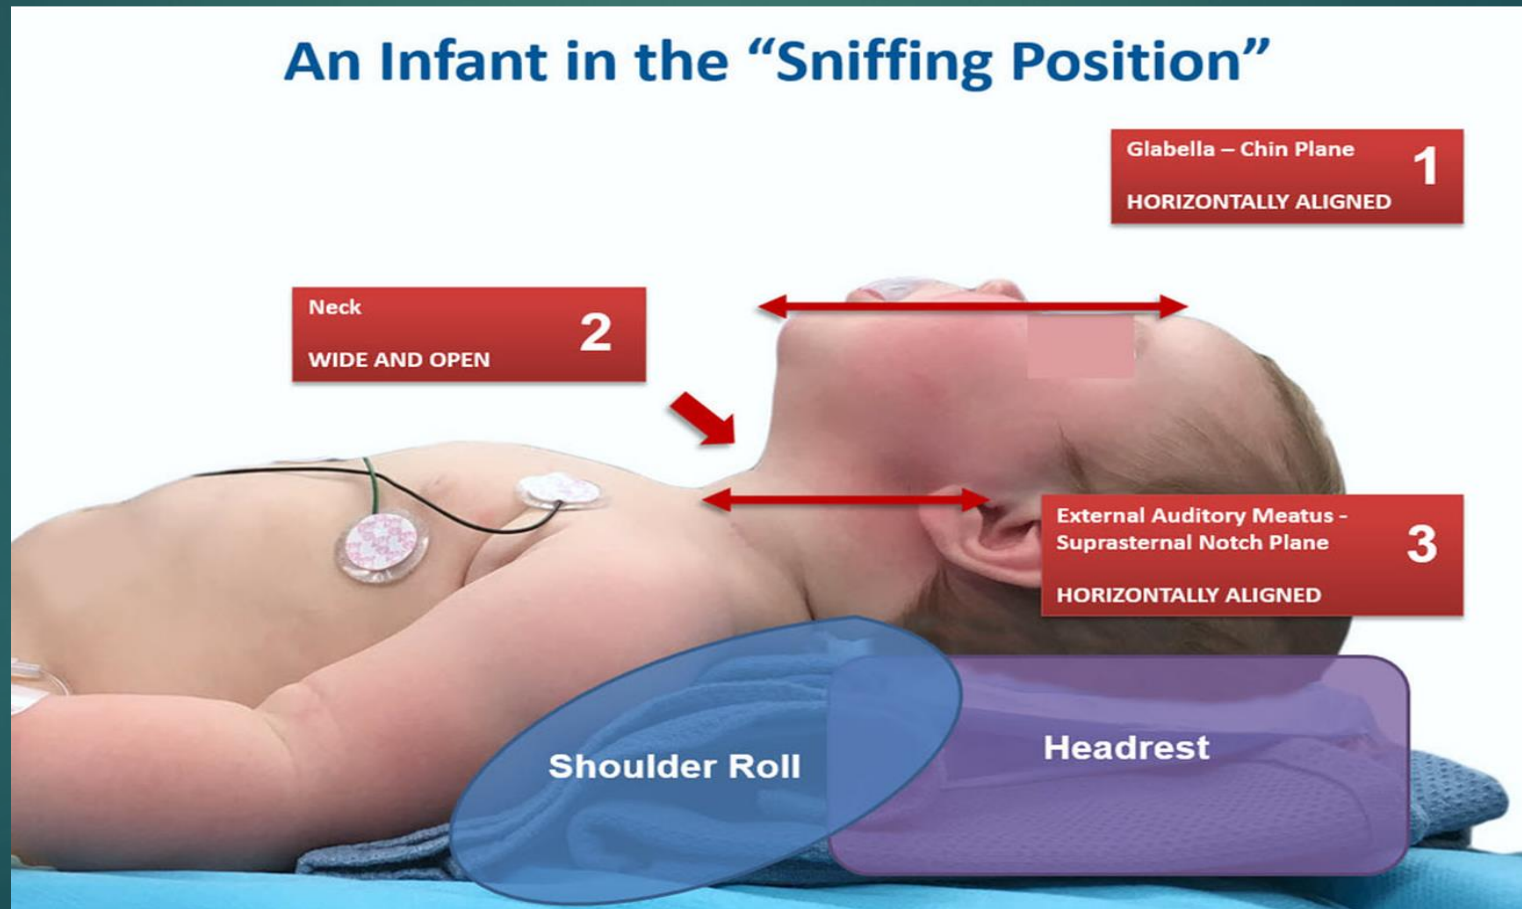 An Infant in the “Sniffing Position”
Glabella – Chin Plane
1
HORIZONTALLY ALIGNED
Neck
2
WIDE AND OPEN
External Auditory Meatus -
Suprasternal Notch Plane
3
HORIZONTALLY ALIGNED
Shoulder Roll
Headrest